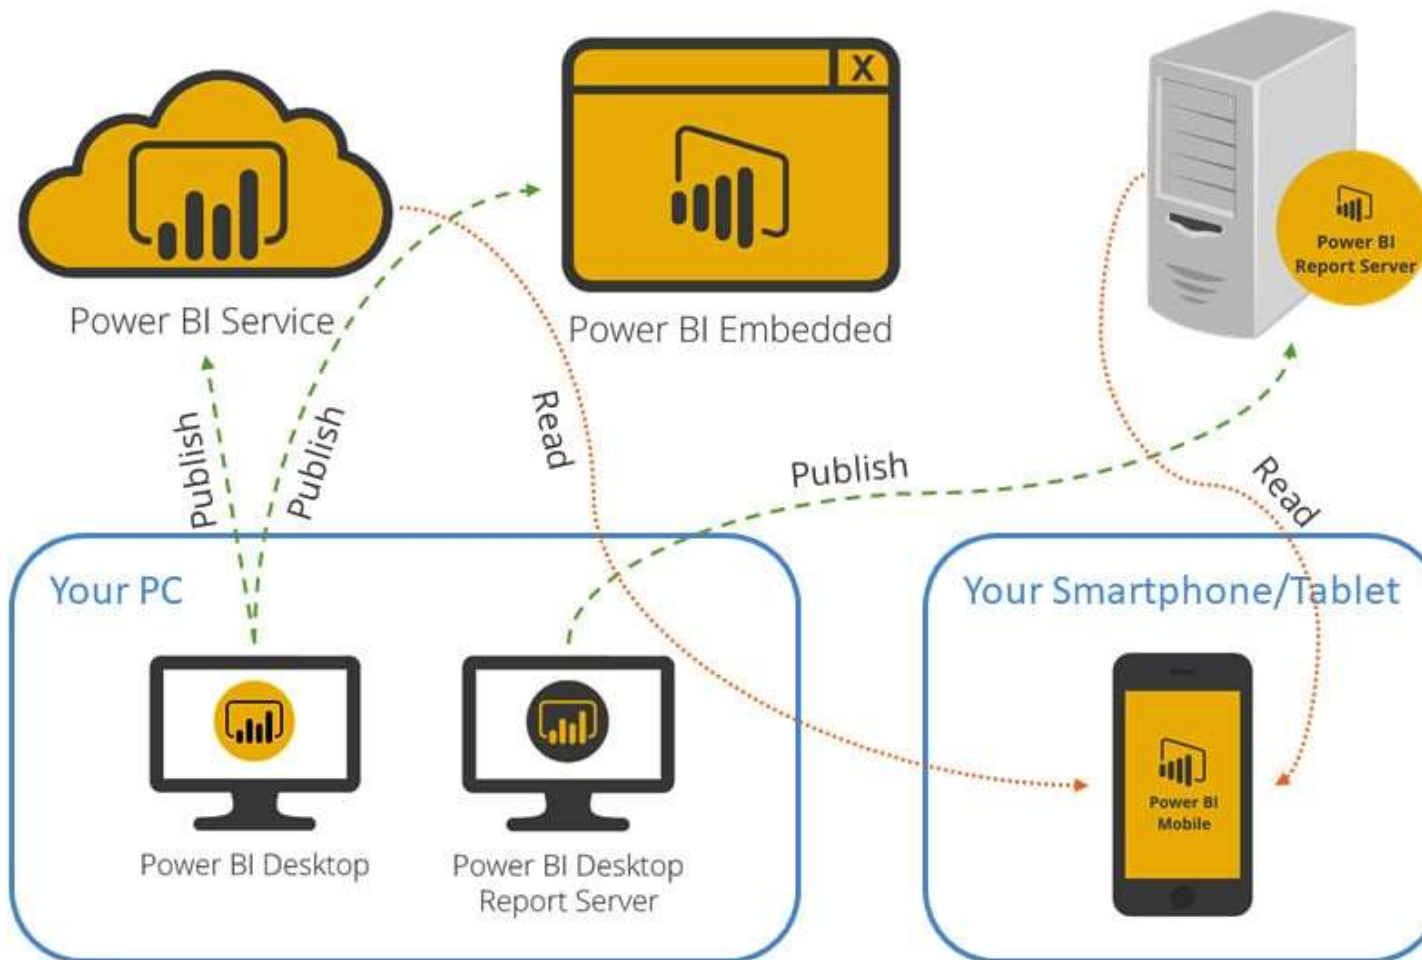 X
Power BI
Report Server
Power BI Service
Power BI Embedded
Publish
Publish
Read
Publish
Read
Your PC
Your Smartphone/Tablet
Power BI
Mobile
Power BI Desktop
Power BI Desktop
Report Server